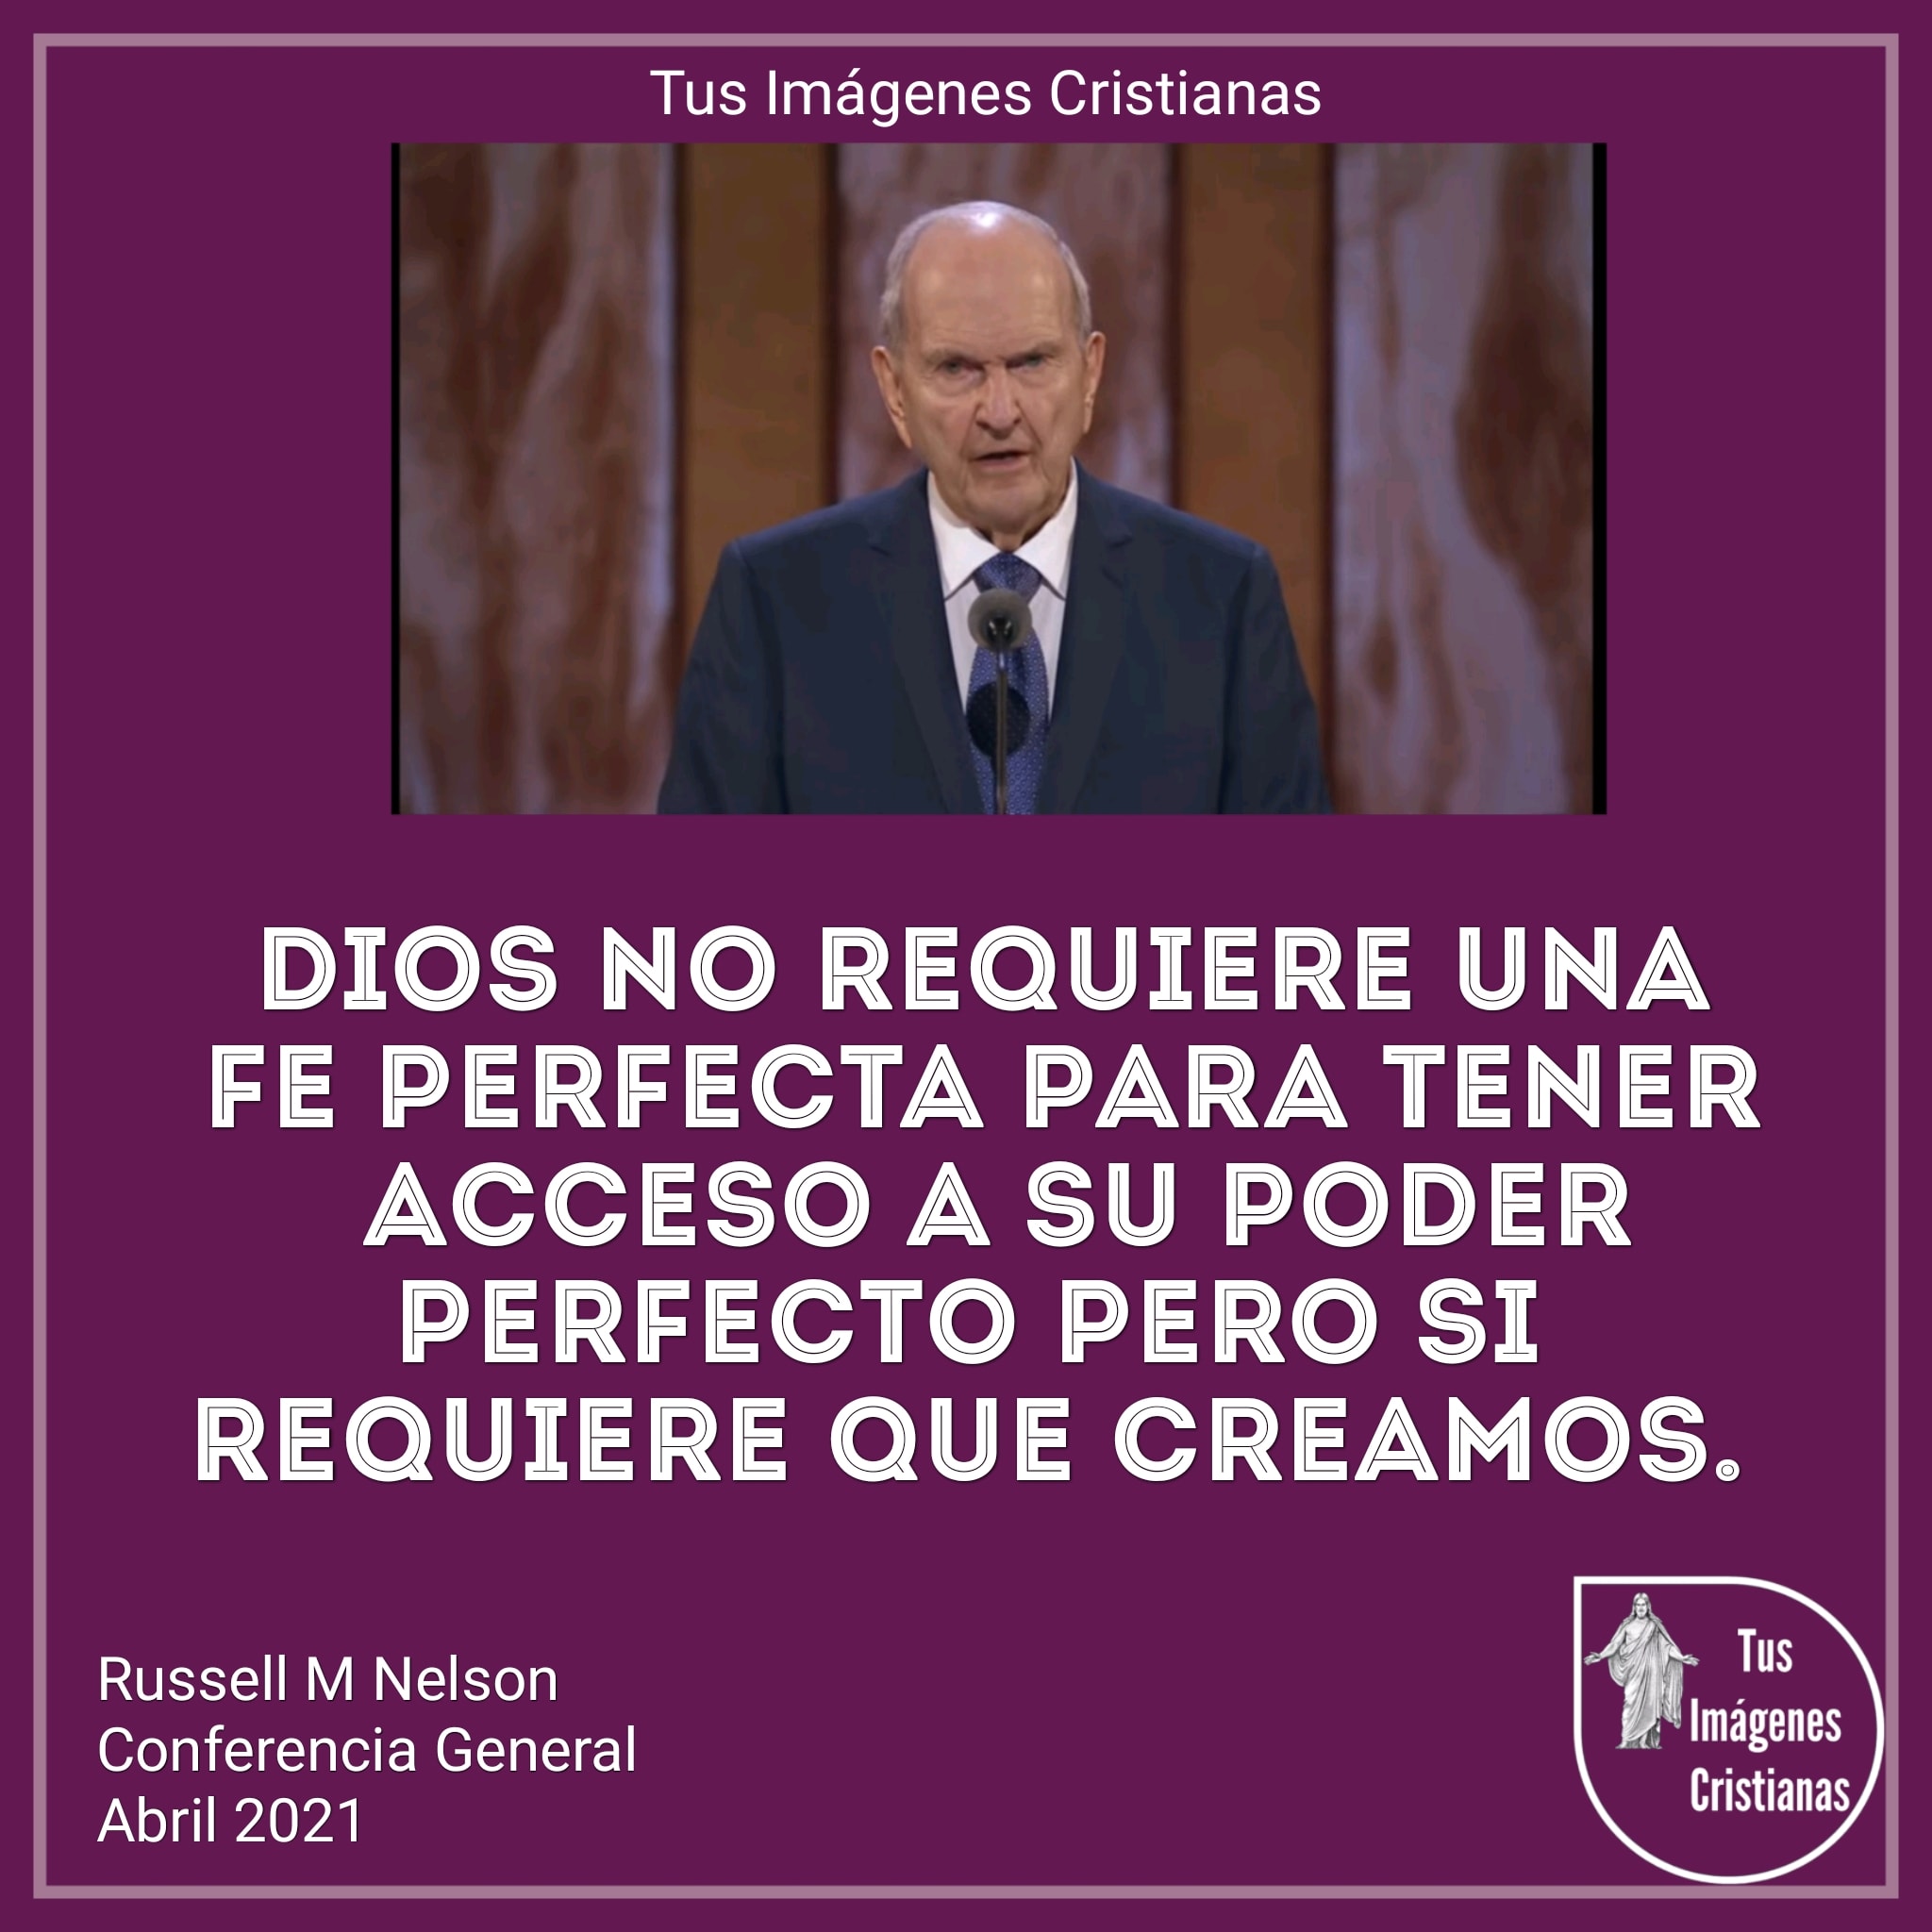 Tus Imágenes Cristianas
DIOS NO REQUIERE UNA
FE PERFECTA PARA TENER
ACCESO A SU PODER
PERFECTO PERO SI
REQUIERE QUE CREAMOS.
Russell M Nelson
Conferencia General
Abril 2021
Tus
Imágenes
Cristianas